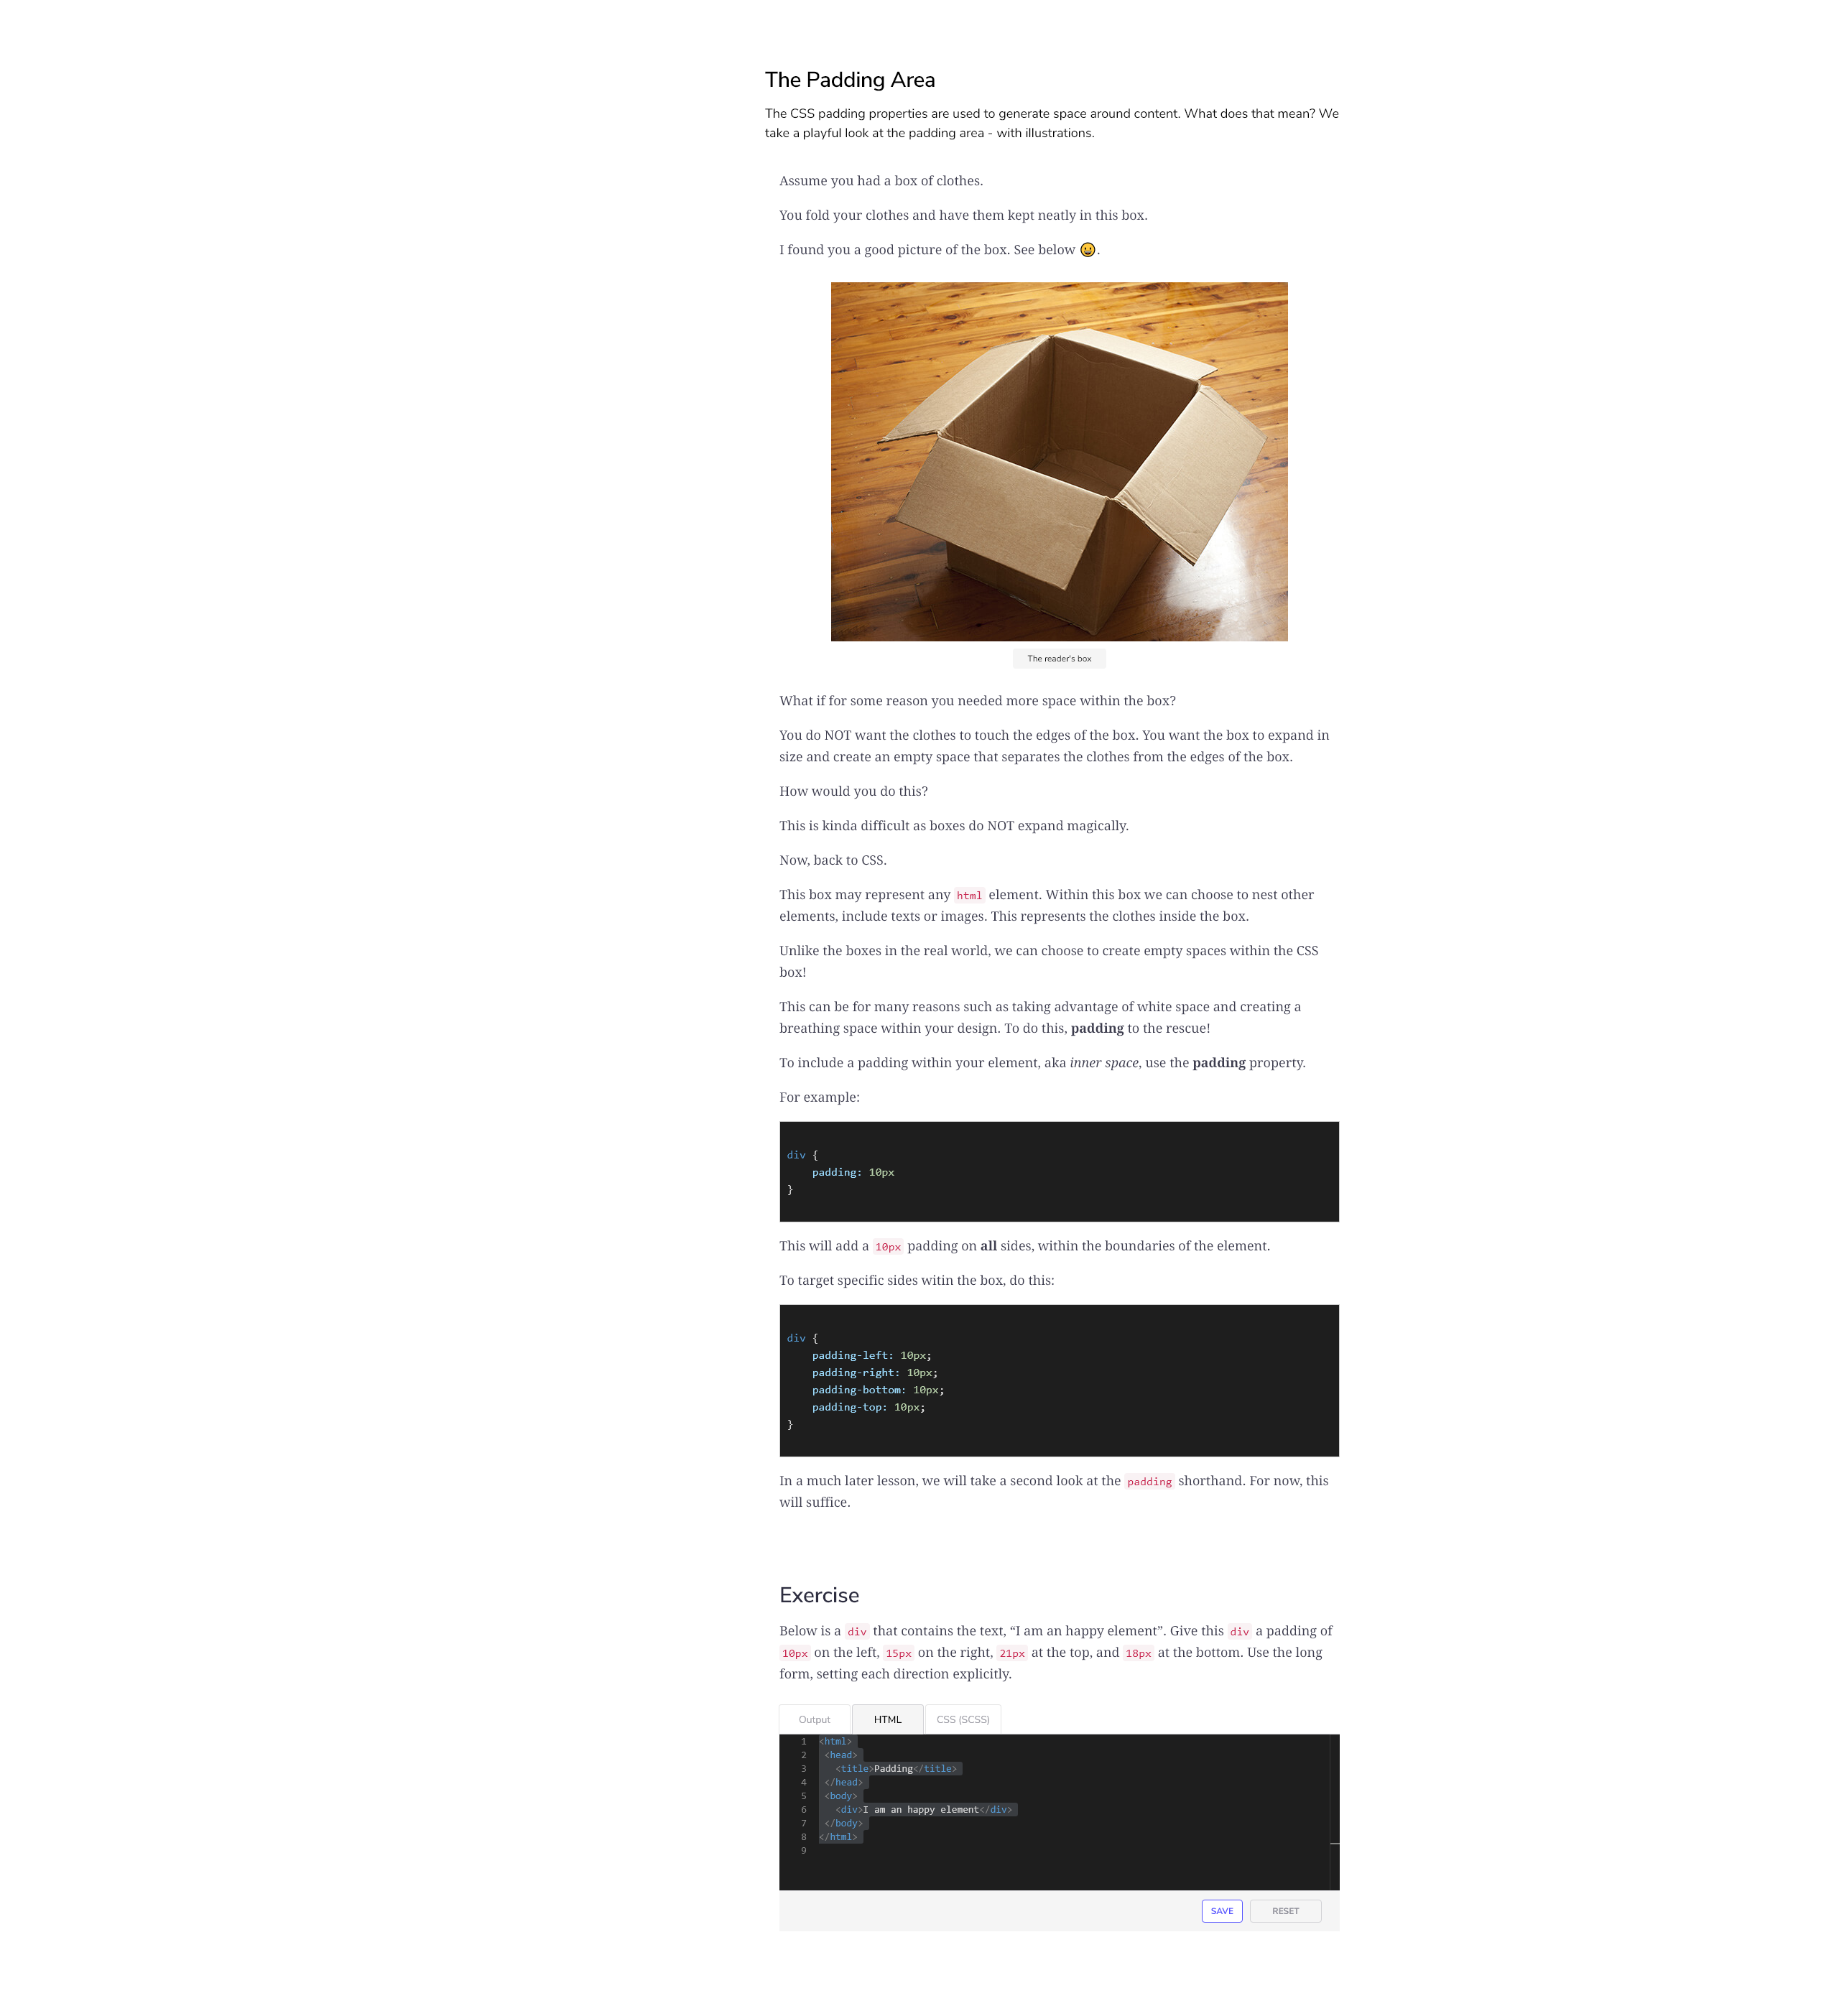 The Padding Area
The CSS padding properties are used to generate space around content. What does that mean? We
take a playful look at the padding area - with illustrations.
Assume you had a box of clothes.
You fold your clothes and have them kept neatly in this box.
I found you a good picture of the box. See below 😀.
The reader's box
What if for some reason you needed more space within the box?
You do NOT want the clothes to touch the edges of the box. You want the box to expand in
size and create an empty space that separates the clothes from the edges of the box.
How would you do this?
This is kinda difficult as boxes do NOT expand magically.
Now, back to CSS.
This box may represent any html element. Within this box we can choose to nest other
elements, include texts or images. This represents the clothes inside the box.
Unlike the boxes in the real world, we can choose to create empty spaces within the CSS
box!
This can be for many reasons such as taking advantage of white space and creating a
breathing space within your design. To do this, padding to the rescue!
To include a padding within your element, aka inner space, use the padding property.
For example:
div {
    padding: 10px
}
This will add a 10px padding on all sides, within the boundaries of the element.
To target specific sides witin the box, do this:
div {
    padding-left: 10px;
    padding-right: 10px;
    padding-bottom: 10px;
    padding-top: 10px;
}
In a much later lesson, we will take a second look at the padding shorthand. For now, this
will suffice.
Exercise
Below is a div that contains the text, “I am an happy element”. Give this div a padding of
10px on the left, 15px on the right, 21px at the top, and 18px at the bottom. Use the long
form, setting each direction explicitly.
Output HTML CSS (SCSS)
1 <html>
2  <head>
3   <title>Padding</title>
4  </head>
5  <body>
6   <div>I am an happy element</div>
7  </body>
8 </html>
9
SAVE RESET